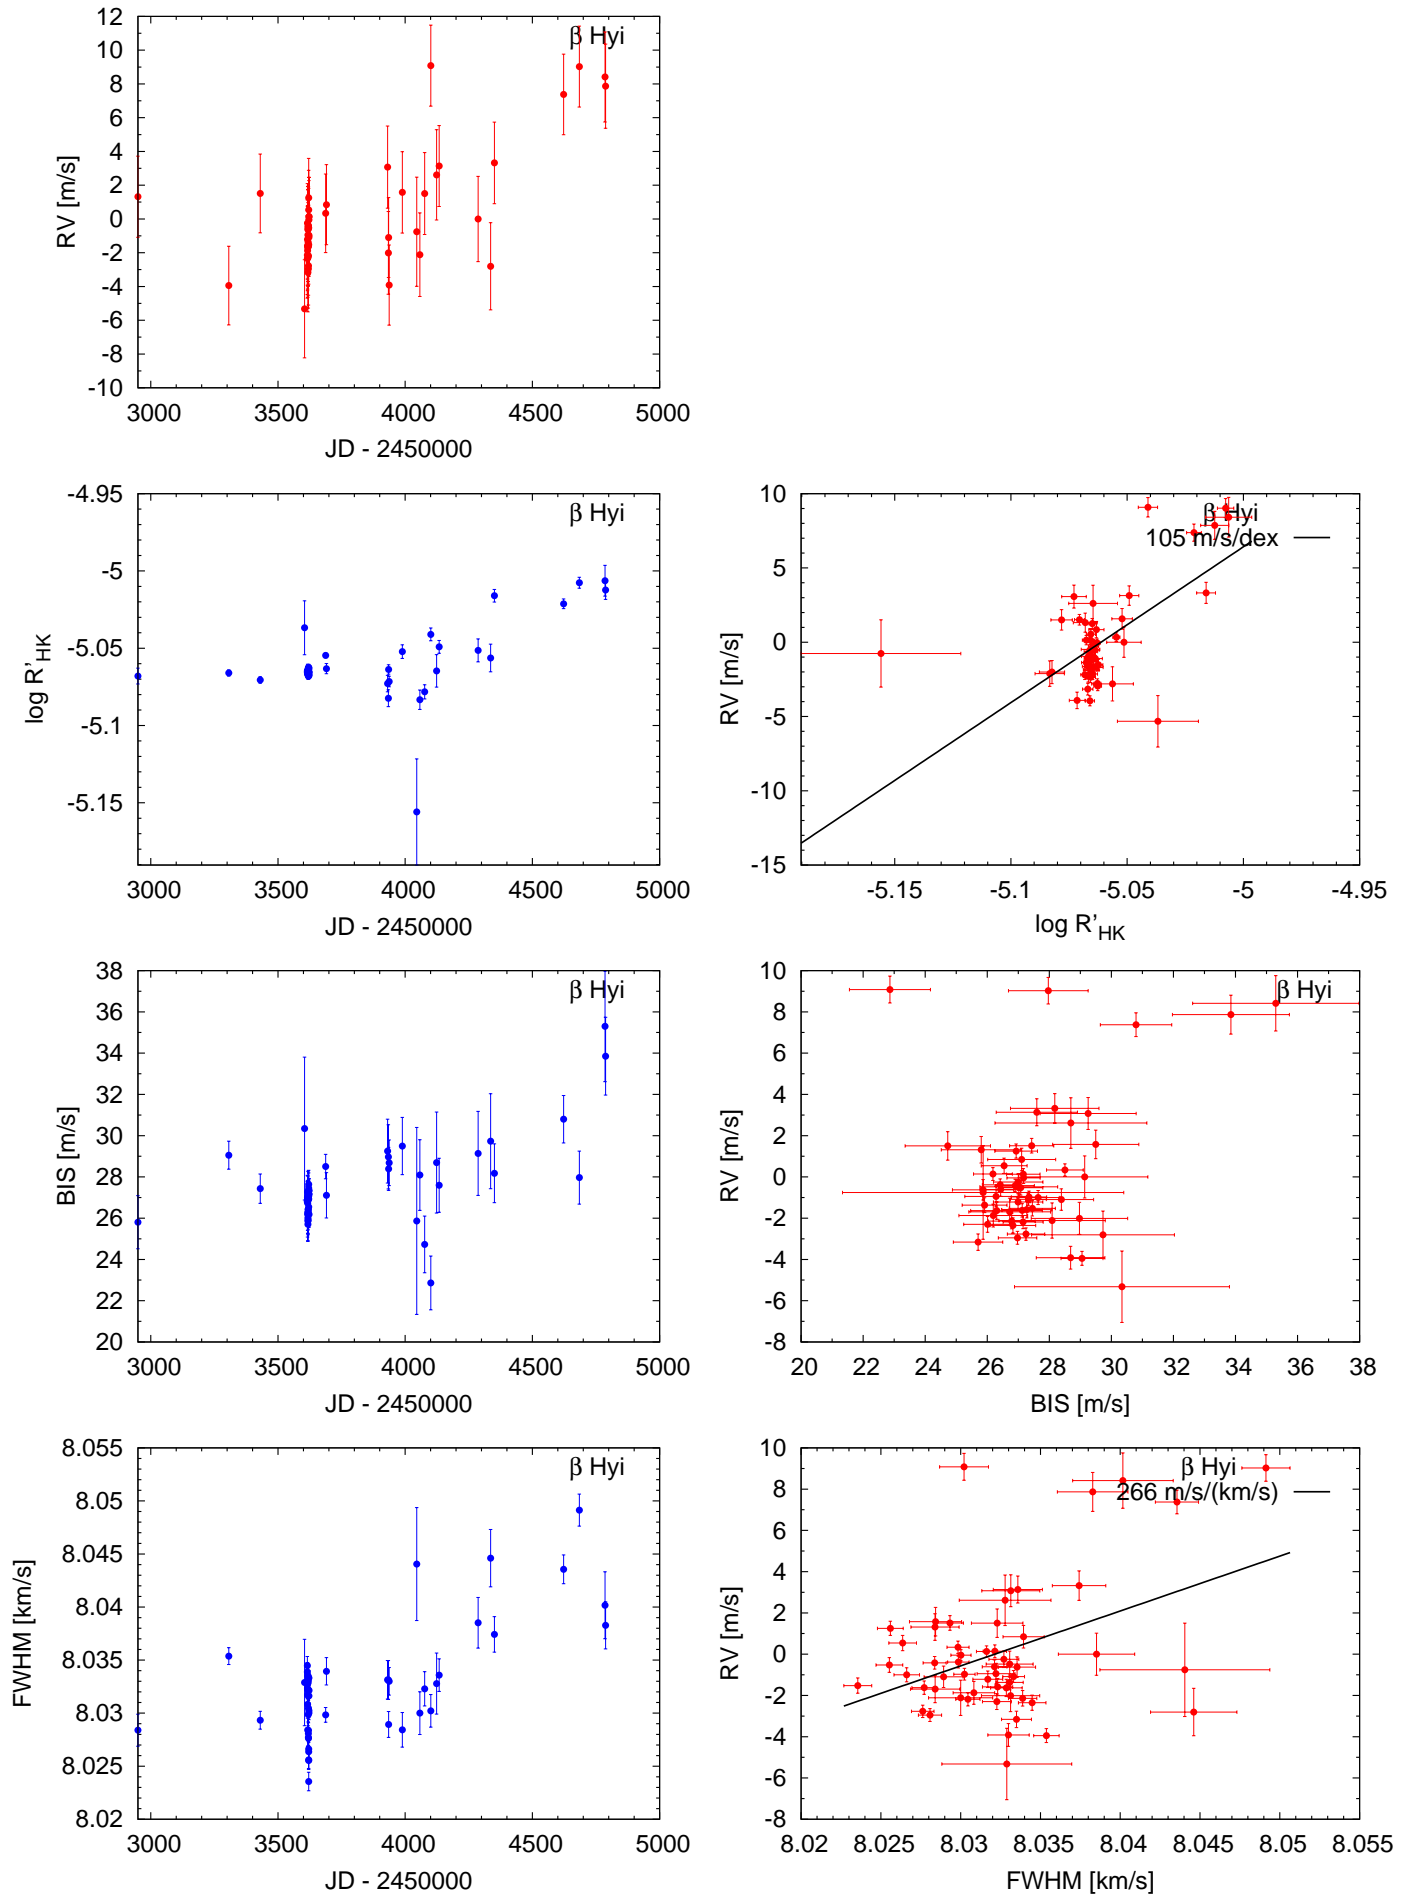 12
10
8
6
4
2
0
-2
-4
-6
-8
-10
RV [m/s]
β Hyi
3000 3500 4000 4500 5000
JD - 2450000
-4.95
-5
-5.05
-5.1
-5.15
log R'HK
β Hyi
3000 3500 4000 4500 5000
JD - 2450000
10
5
0
-5
-10
-15
RV [m/s]
β Hyi
105 m/s/dex
-5.15 -5.1 -5.05 -5 -4.95
log R'HK
38
36
34
32
30
28
26
24
22
20
BIS [m/s]
β Hyi
3000 3500 4000 4500 5000
JD - 2450000
10
8
6
4
2
0
-2
-4
-6
-8
RV [m/s]
β Hyi
20 22 24 26 28 30 32 34 36 38
BIS [m/s]
8.055
8.05
8.045
8.04
8.035
8.03
8.025
8.02
FWHM [km/s]
β Hyi
3000 3500 4000 4500 5000
JD - 2450000
10
8
6
4
2
0
-2
-4
-6
-8
RV [m/s]
β Hyi
266 m/s/(km/s)
8.02 8.025 8.03 8.035 8.04 8.045 8.05 8.055
FWHM [km/s]